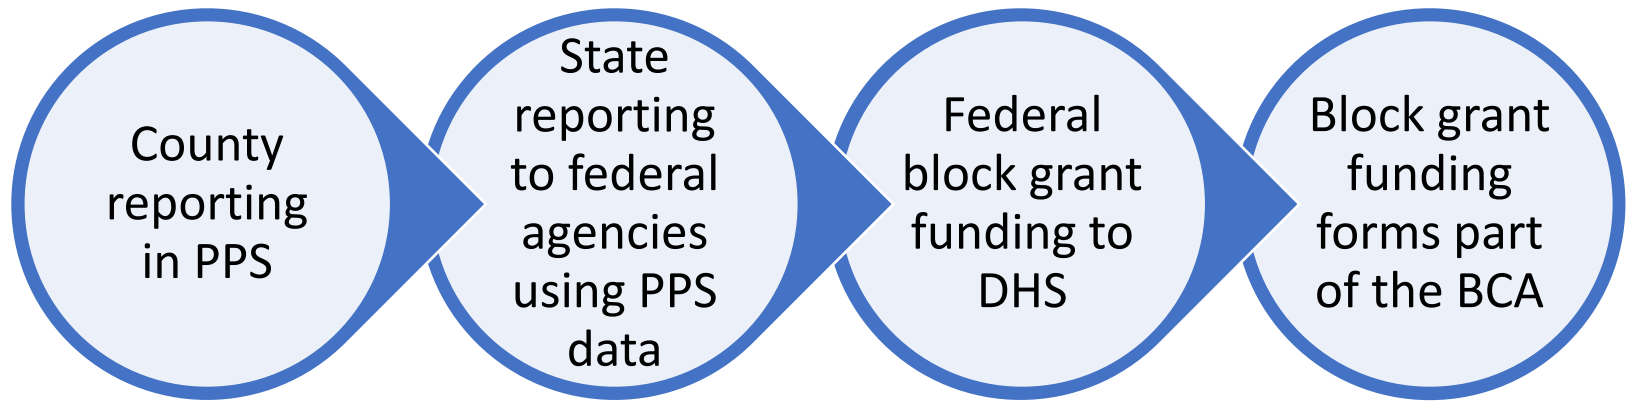 County
reporting
in PPS
State
reporting
to federal
agencies
using PPS
data
Federal
block grant
funding to
DHS
Block grant
funding
forms part
of the BCA